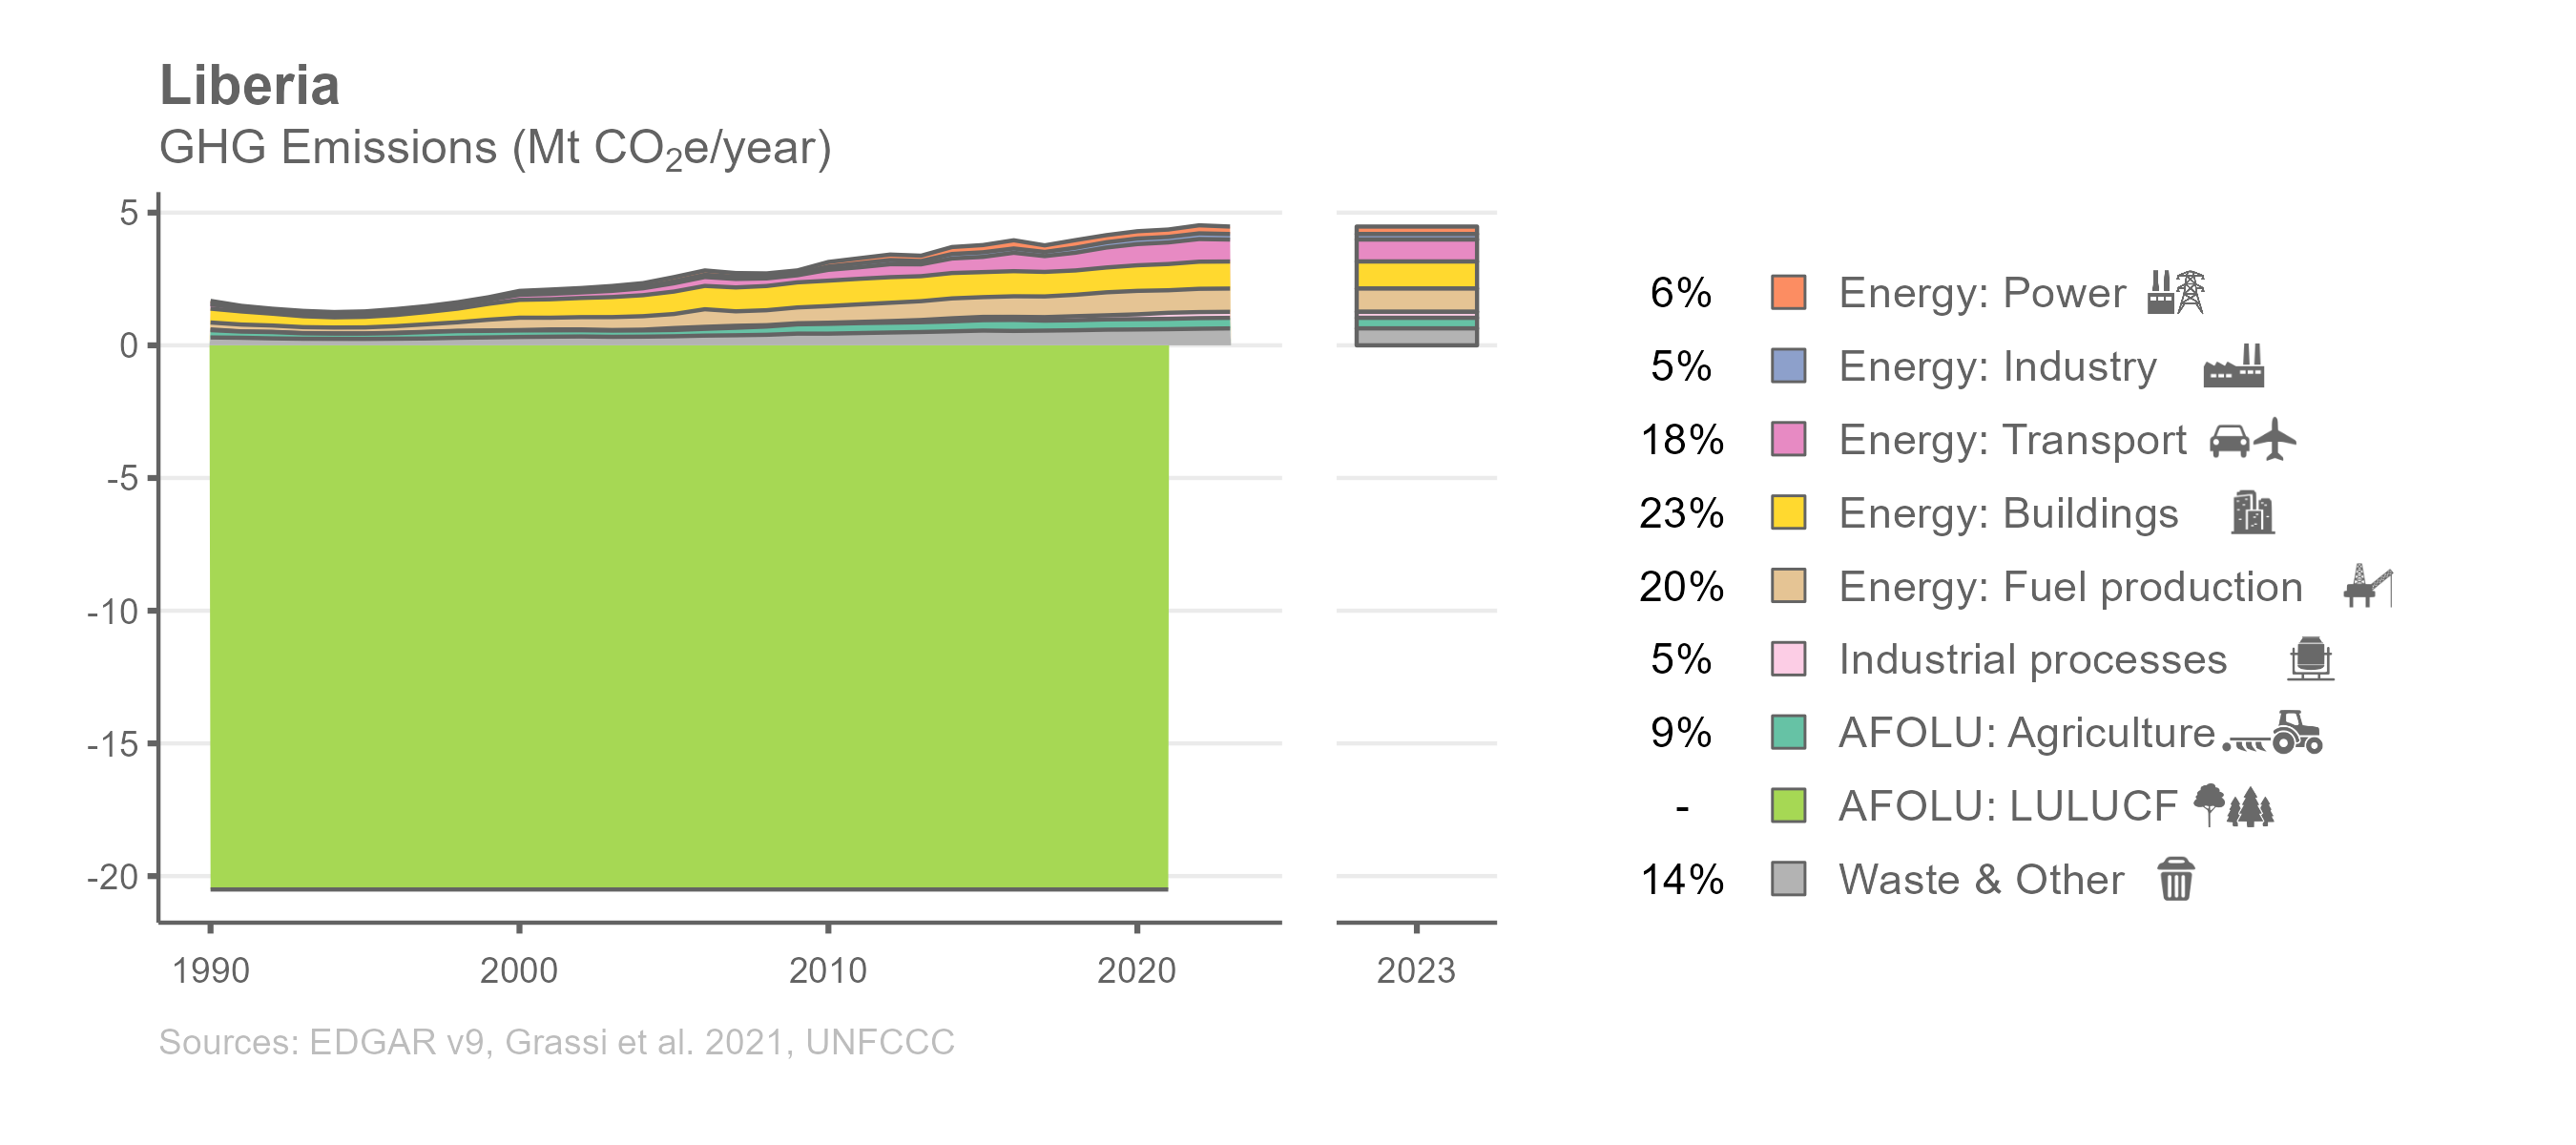 Liberia
GHG Emissions (Mt CO₂e/year)
5
0
-5
-10
-15
-20
1990 2000 2010 2020 2023
6% Energy: Power
5% Energy: Industry
18% Energy: Transport
23% Energy: Buildings
20% Energy: Fuel production
5% Industrial processes
9% AFOLU: Agriculture
- AFOLU: LULUCF
14% Waste & Other
Sources: EDGAR v9, Grassi et al. 2021, UNFCCC